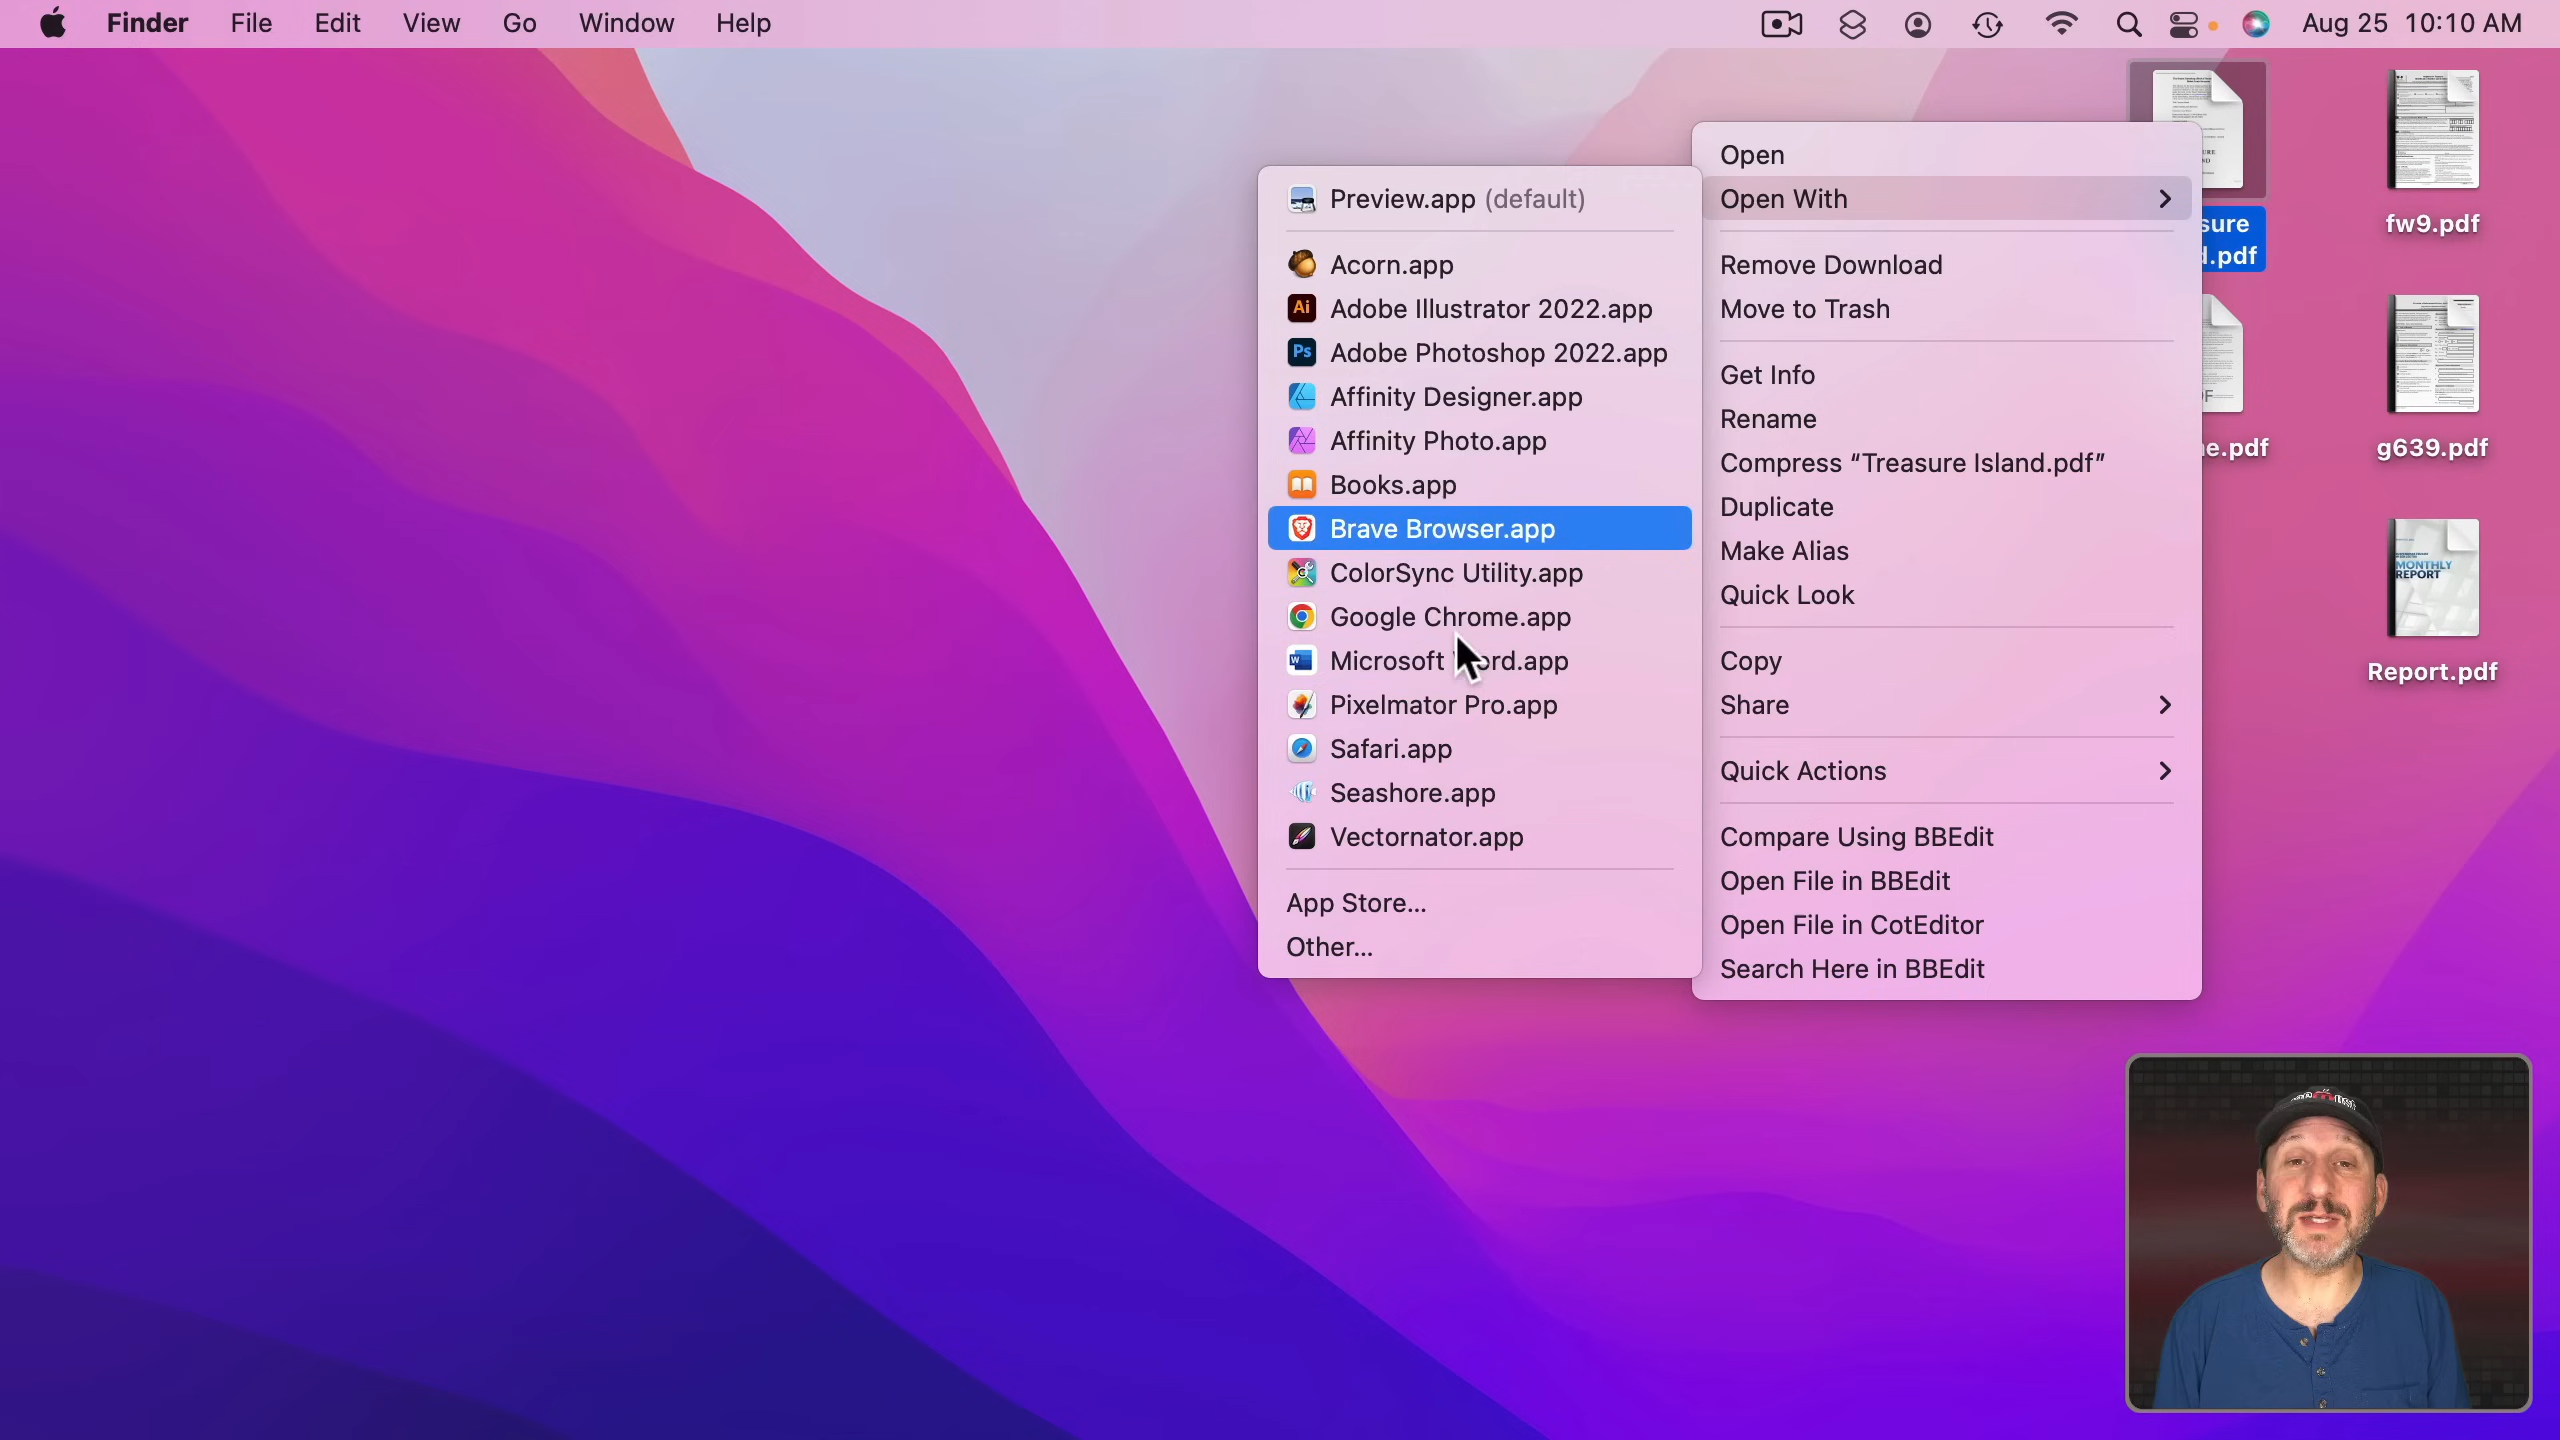 Finder File Edit View Go Window Help Aug 25 10:10 AM
Open
Open With
Remove Download
Move to Trash
Get Info
Rename
Compress “Treasure Island.pdf”
Duplicate
Make Alias
Quick Look
Copy
Share
Quick Actions
Compare Using BBEdit
Open File in BBEdit
Open File in CotEditor
Search Here in BBEdit
Preview.app (default)
Acorn.app
Ai Adobe Illustrator 2022.app
Ps Adobe Photoshop 2022.app
Affinity Designer.app
Affinity Photo.app
Books.app
Brave Browser.app
ColorSync Utility.app
Google Chrome.app
W Microsoft Word.app
Pixelmator Pro.app
Safari.app
Seashore.app
Vectornator.app
App Store...
Other...
sure
d.pdf
e.pdf
fw9.pdf
g639.pdf
MONTHLY
REPORT
Report.pdf